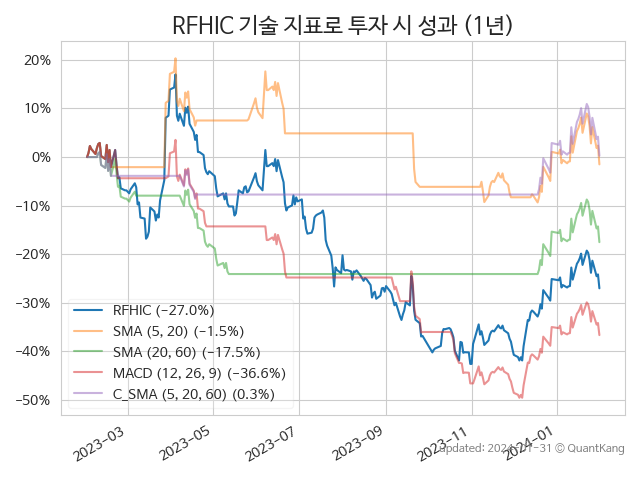 RFHIC 기술 지표로 투자 시 성과 (1년)
20%
10%
0%
−10%
−20%
−30%
−40%
−50%
RFHIC (−27.0%)
SMA (5, 20) (−1.5%)
SMA (20, 60) (−17.5%)
MACD (12, 26, 9) (−36.6%)
C_SMA (5, 20, 60) (0.3%)
2023-03
2023-05
2023-07
2023-09
2023-11
2024-01
updated: 2024-01-31 © QuantKang